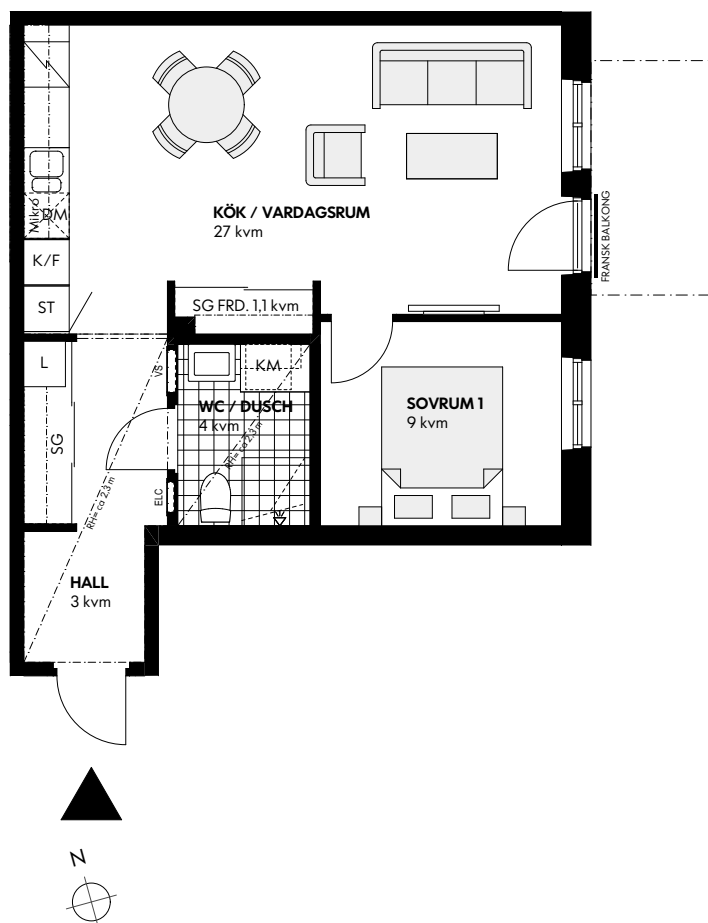 Mikro
DM
KÖK / VARDAGSRUM
27 kvm
FRANSK BALKONG
K/F
ST
SG FRD. 1,1 kvm
L
VS
KM
WC / DUSCH
4 kvm
RH= ca 2,3 m
SOVRUM 1
9 kvm
SG
ELC
RH= ca 2,3 m
HALL
3 kvm
N